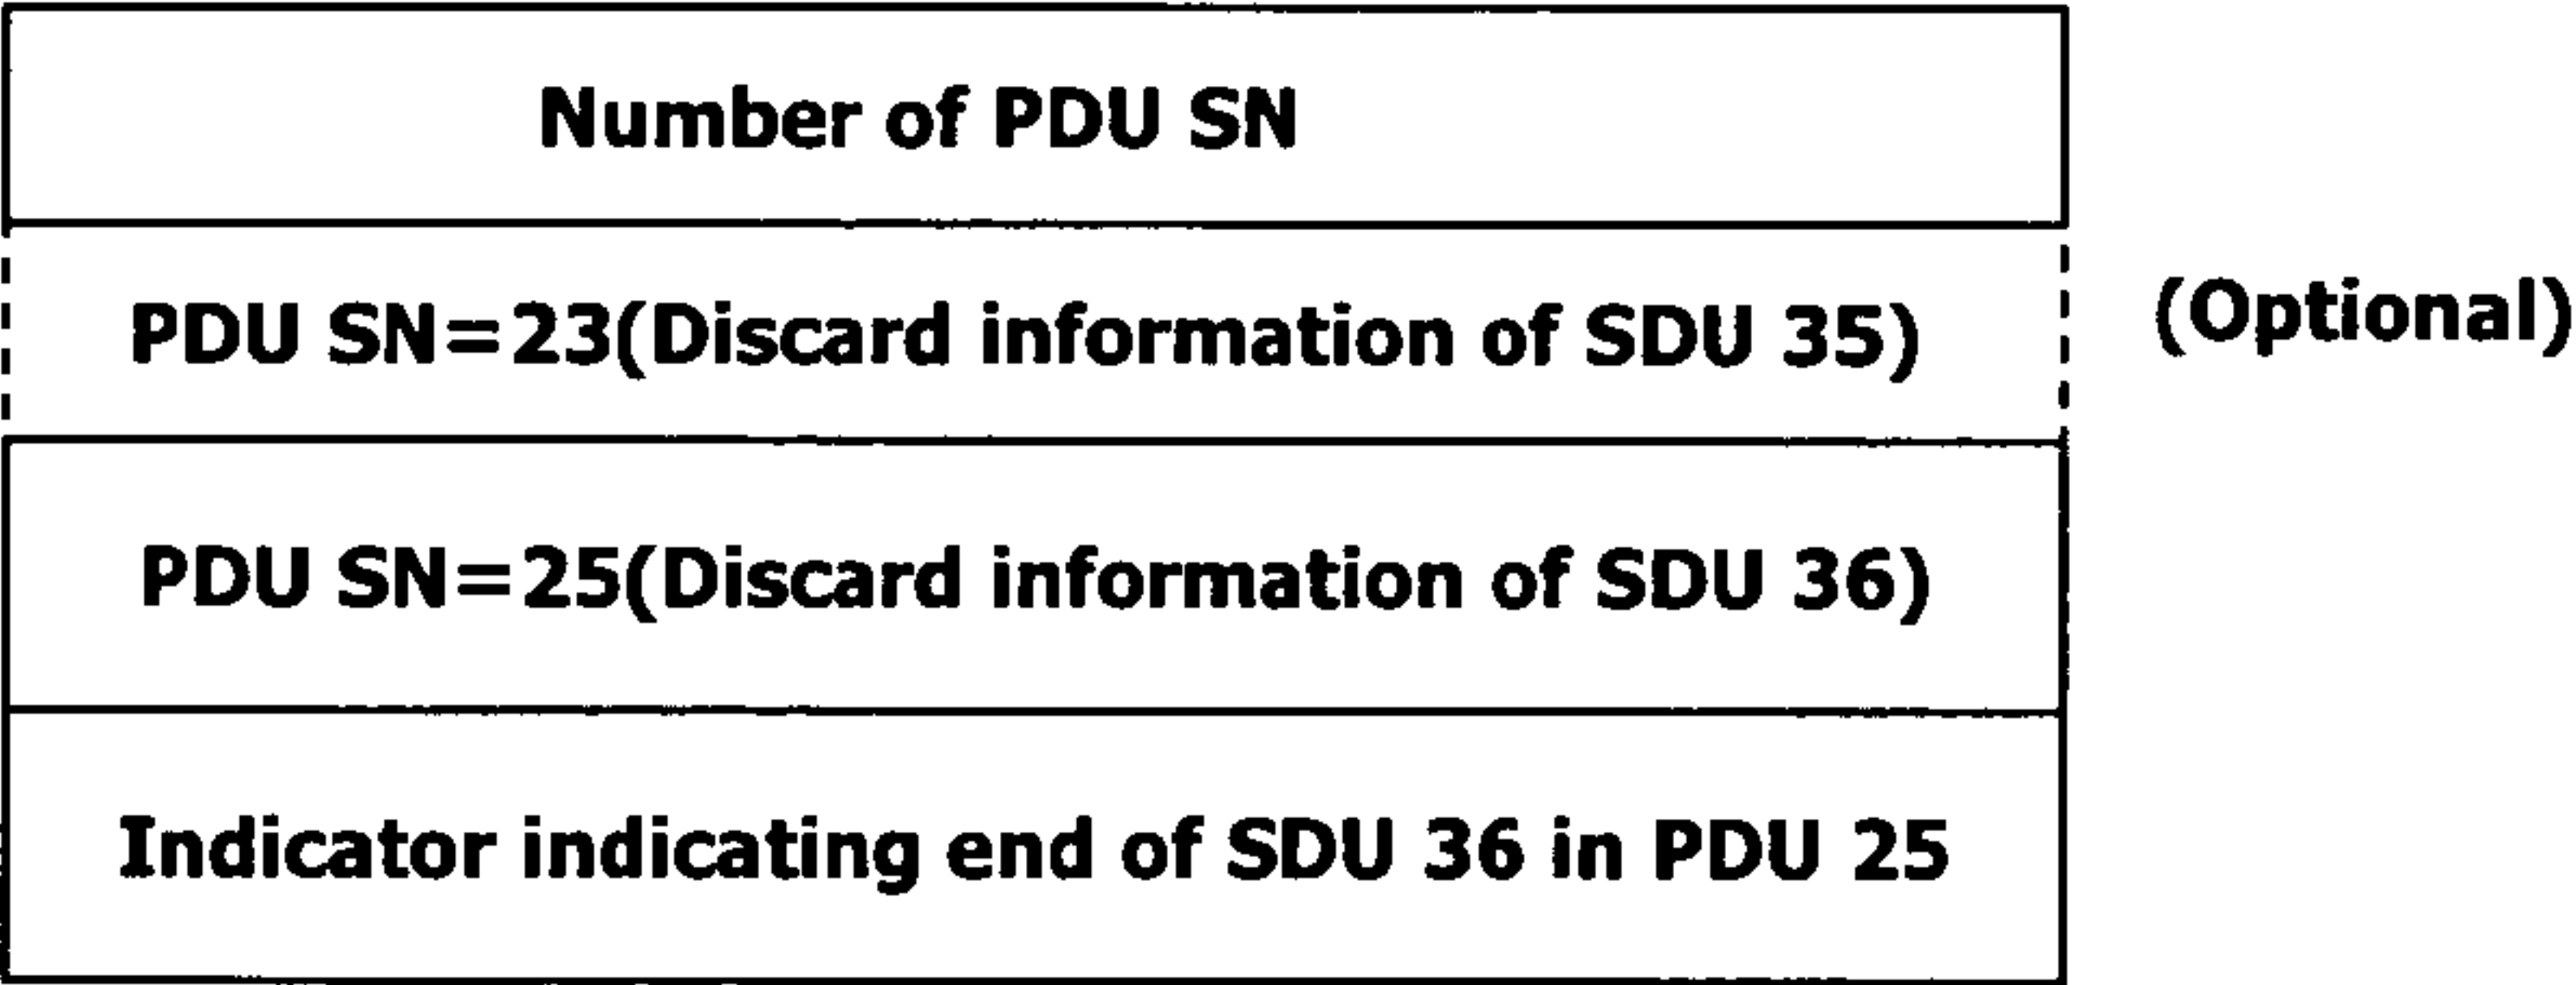 Number of PDU SN
PDU SN=23(Discard information of SDU 35)
(Optional)
PDU SN=25(Discard information of SDU 36)
Indicator indicating end of SDU 36 in PDU 25